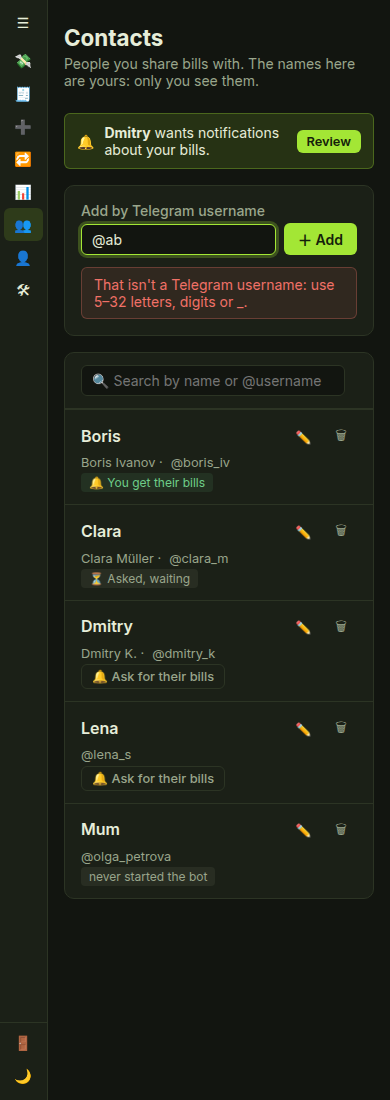 Contacts
People you share bills with. The names here
are yours: only you see them.
Dmitry wants notifications
about your bills.
Review
Add by Telegram username
@ab
+ Add
That isn't a Telegram username: use
5–32 letters, digits or _.
Search by name or @username
Boris
Boris Ivanov · @boris_iv
You get their bills
Clara
Clara Müller · @clara_m
Asked, waiting
Dmitry
Dmitry K. · @dmitry_k
Ask for their bills
Lena
@lena_s
Ask for their bills
Mum
@olga_petrova
never started the bot